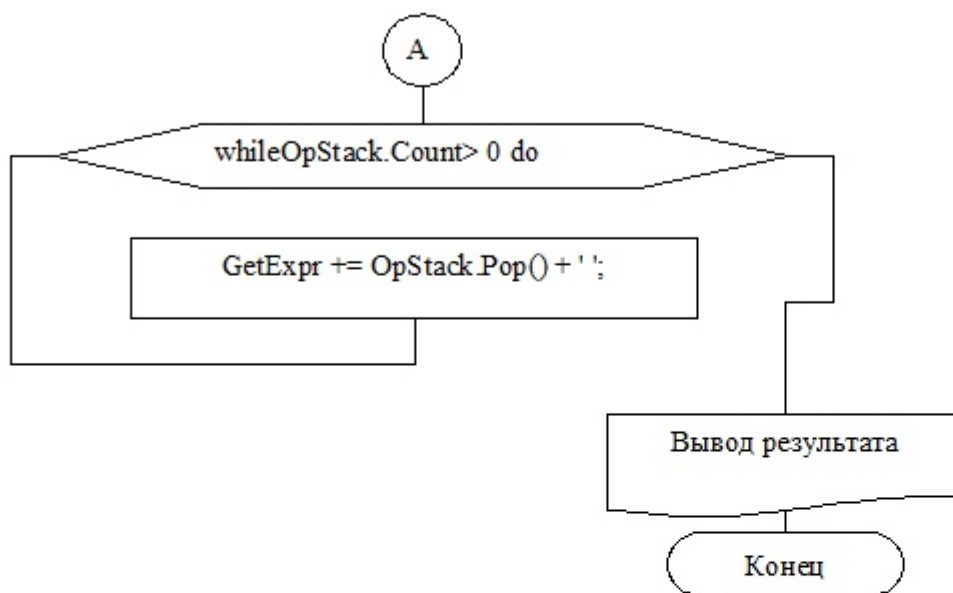 A
whileOpStack.Count> 0 do
GetExpr += OpStack.Pop() + ' ';
Вывод результата
Конец